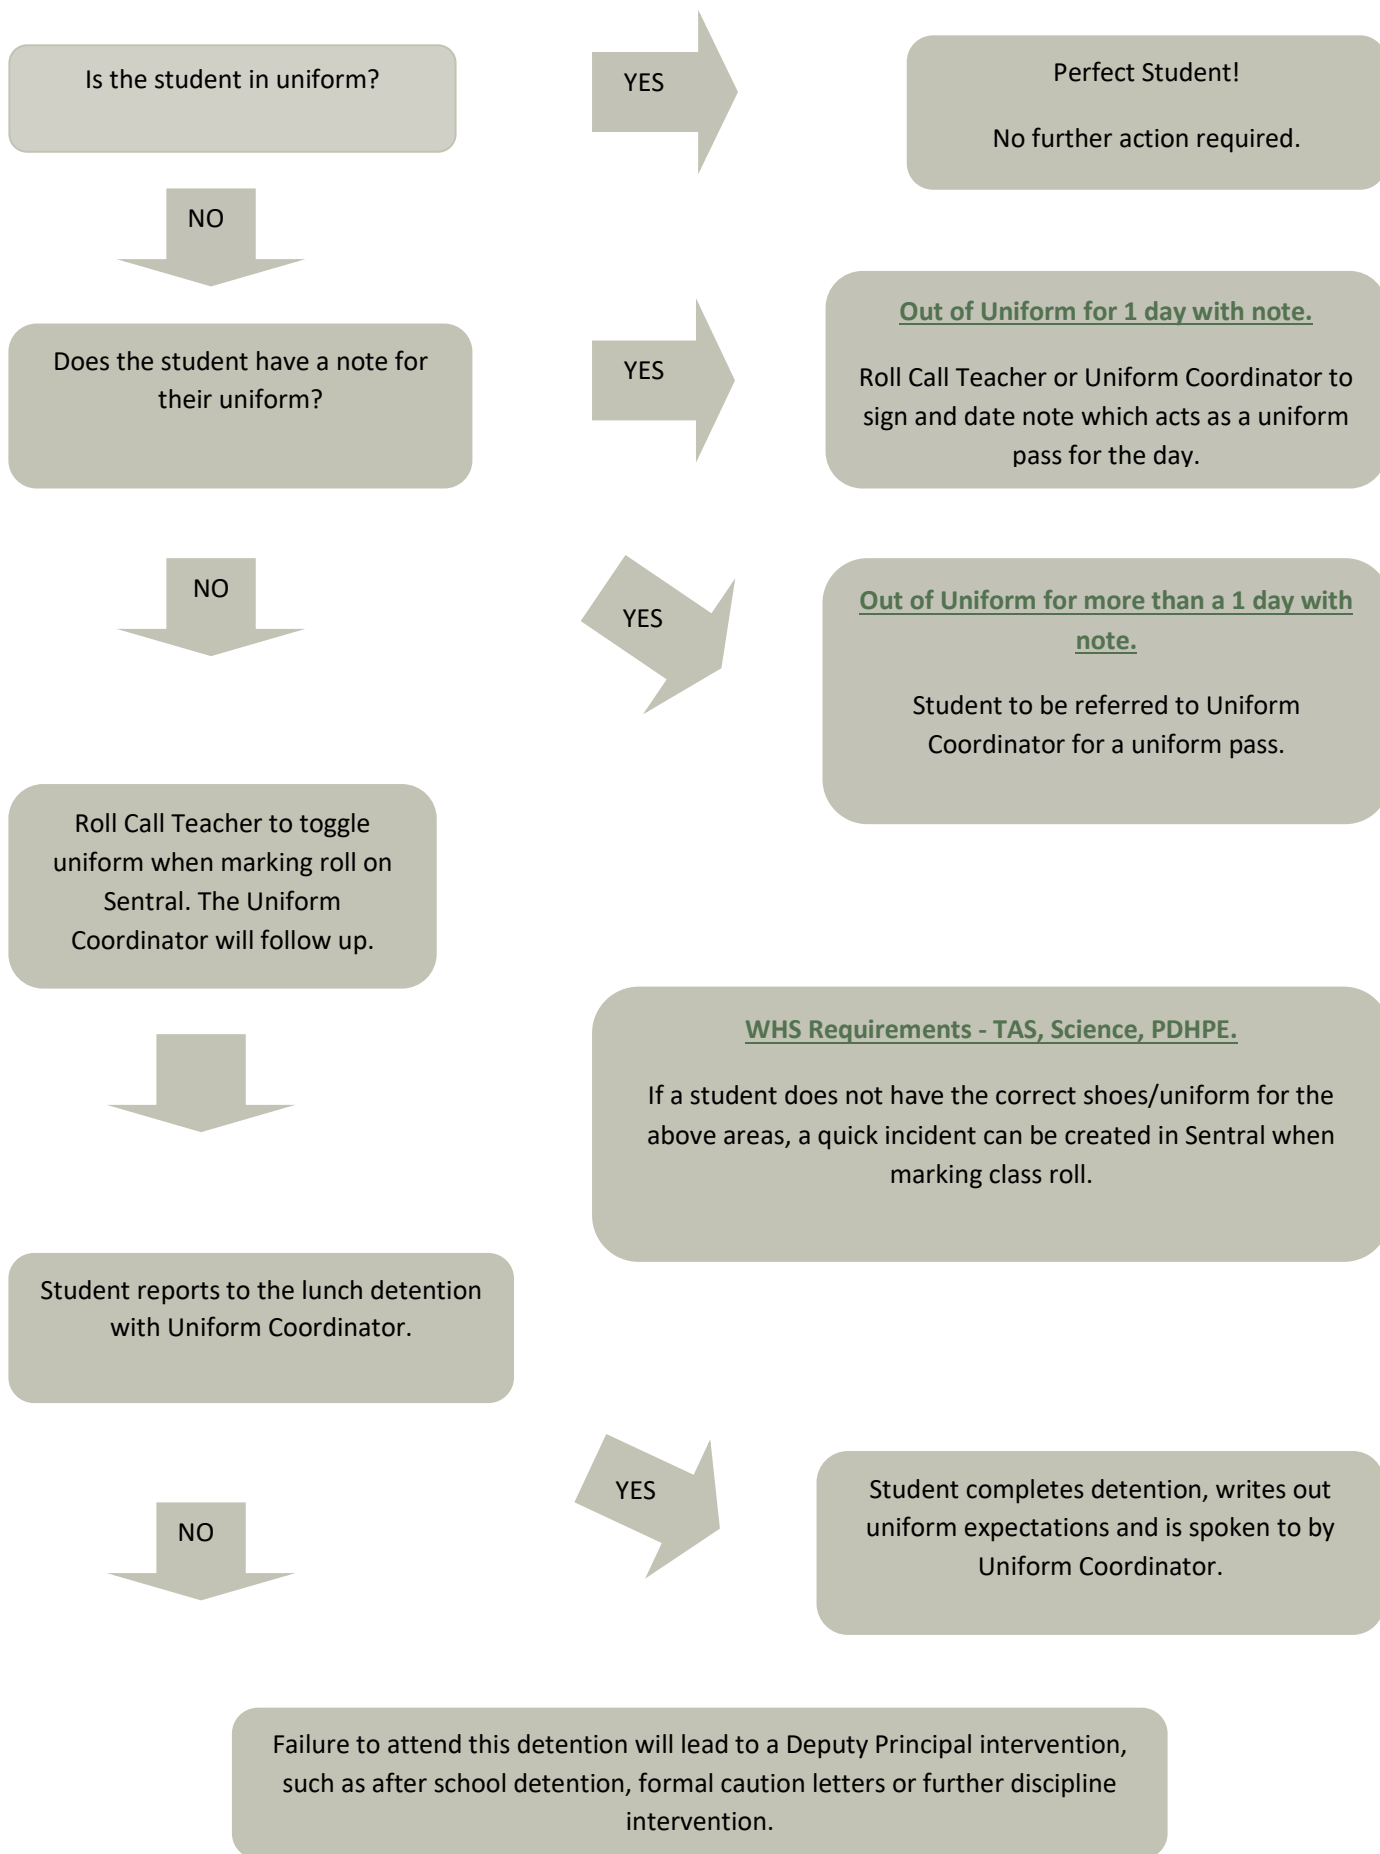 Is the student in uniform?
YES
Perfect Student!
No further action required.
NO
Does the student have a note for
their uniform?
YES
Out of Uniform for 1 day with note.
Roll Call Teacher or Uniform Coordinator to
sign and date note which acts as a uniform
pass for the day.
NO
YES
Out of Uniform for more than a 1 day with
note.
Student to be referred to Uniform
Coordinator for a uniform pass.
Roll Call Teacher to toggle
uniform when marking roll on
Sentral. The Uniform
Coordinator will follow up.
WHS Requirements - TAS, Science, PDHPE.
If a student does not have the correct shoes/uniform for the
above areas, a quick incident can be created in Sentral when
marking class roll.
Student reports to the lunch detention
with Uniform Coordinator.
YES
Student completes detention, writes out
uniform expectations and is spoken to by
Uniform Coordinator.
NO
Failure to attend this detention will lead to a Deputy Principal intervention,
such as after school detention, formal caution letters or further discipline
intervention.